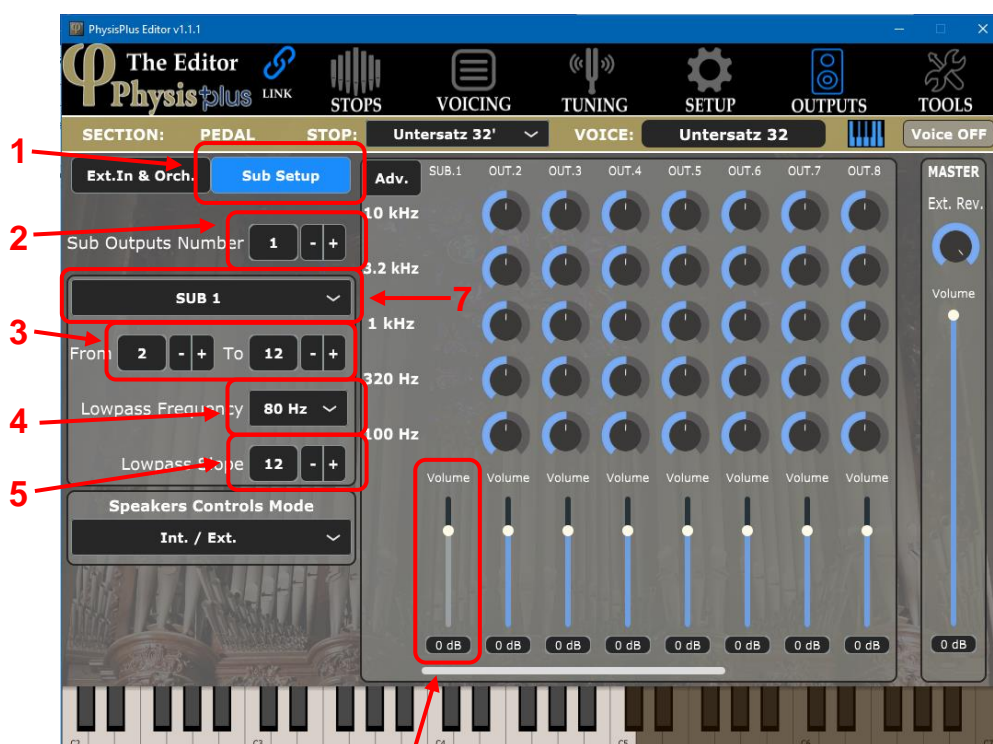 PhysisPlus Editor v1.1.1
The Editor
Physis plus
LINK
STOPS
VOICING
TUNING
SETUP
OUTPUTS
TOOLS
SECTION: PEDAL STOP: Untersatz 32' VOICE: Untersatz 32 Voice OFF
1
Ext.In & Orch. Sub Setup Adv. SUB.1 OUT.2 OUT.3 OUT.4 OUT.5 OUT.6 OUT.7 OUT.8 MASTER
10 kHz
Ext. Rev.
2
Sub Outputs Number 1 - +
3.2 kHz
SUB 1
7
Volume
1 kHz
3
From 2 - + To 12 - +
320 Hz
4
Lowpass Frequency 80 Hz
100 Hz
5
Lowpass Slope 12 - +
Volume Volume Volume Volume Volume Volume Volume Volume
Speakers Controls Mode
Int. / Ext.
0 dB 0 dB 0 dB 0 dB 0 dB 0 dB 0 dB 0 dB 0 dB
C2 C3 C4 C5 C6